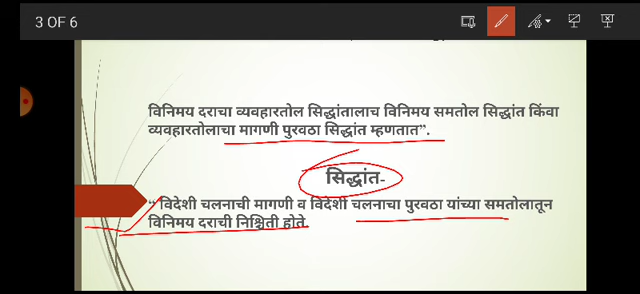 3 OF 6
विनिमय दराचा व्यवहारतोल सिद्धांतालाच विनिमय समतोल सिद्धांत किंवा
व्यवहारतोलाचा मागणी पुरवठा सिद्धांत म्हणतात”.
सिद्धांत-
“ विदेशी चलनाची मागणी व विदेशी चलनाचा पुरवठा यांच्या समतोलातून
विनिमय दराची निश्चिती होते.